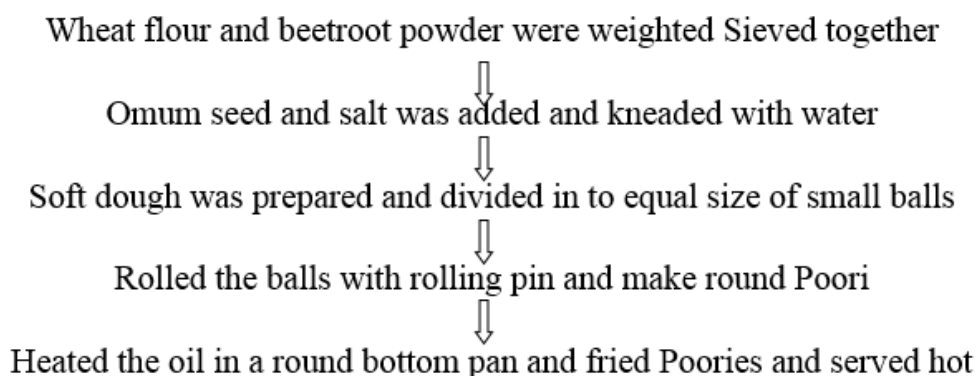 Wheat flour and beetroot powder were weighted Sieved together
Omum seed and salt was added and kneaded with water
Soft dough was prepared and divided in to equal size of small balls
Rolled the balls with rolling pin and make round Poori
Heated the oil in a round bottom pan and fried Poories and served hot